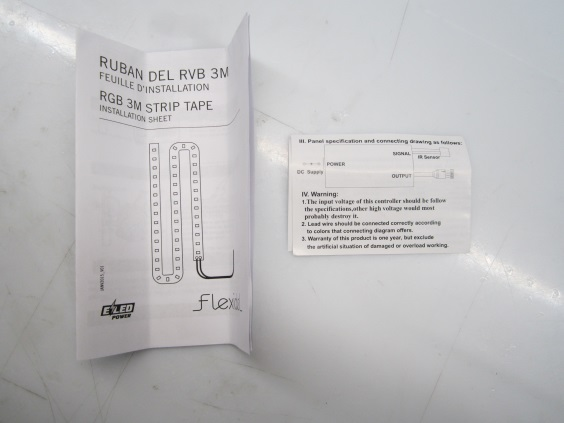 RUBAN DEL RVB 3M
FEUILLE D'INSTALLATION
RGB 3M STRIP TAPE
INSTALLATION SHEET
E LED
POWER
III. Panel specification and connecting drawing as follows:
SIGNAL
IR Sensor
POWER
DC Supply
OUTPUT
IV. Warning:
1.The input voltage of this controller should be follow
the specifications,other high voltage would most
probably destroy it.
2. Lead wire should be connected correctly according
to colors that connecting diagram offers.
3. Warranty of this product is one year, but exclude
the artificial situation of damaged or overload working.